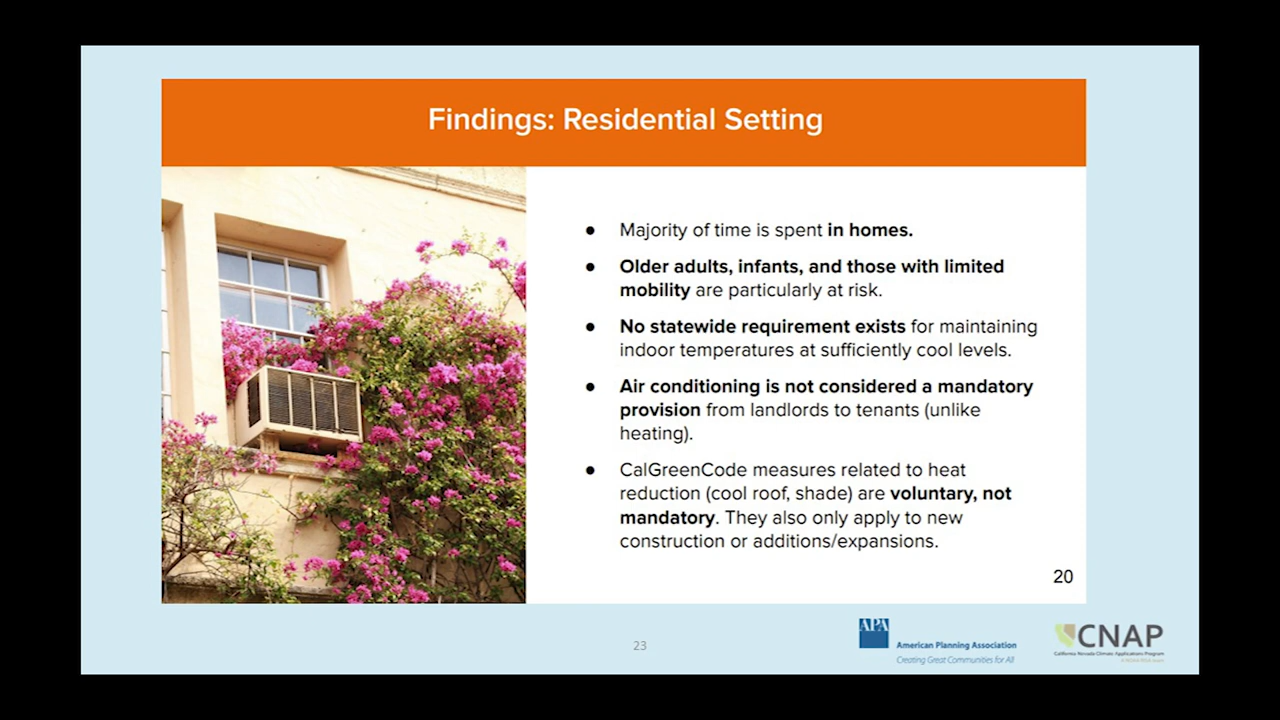 Findings: Residential Setting
● Majority of time is spent in homes.
● Older adults, infants, and those with limited
mobility are particularly at risk.
● No statewide requirement exists for maintaining
indoor temperatures at sufficiently cool levels.
● Air conditioning is not considered a mandatory
provision from landlords to tenants (unlike
heating).
● CalGreenCode measures related to heat
reduction (cool roof, shade) are voluntary, not
mandatory. They also only apply to new
construction or additions/expansions.
20
23
APA
American Planning Association
Creating Great Communities for All
CNAP
California Nevada Climate Applications Program